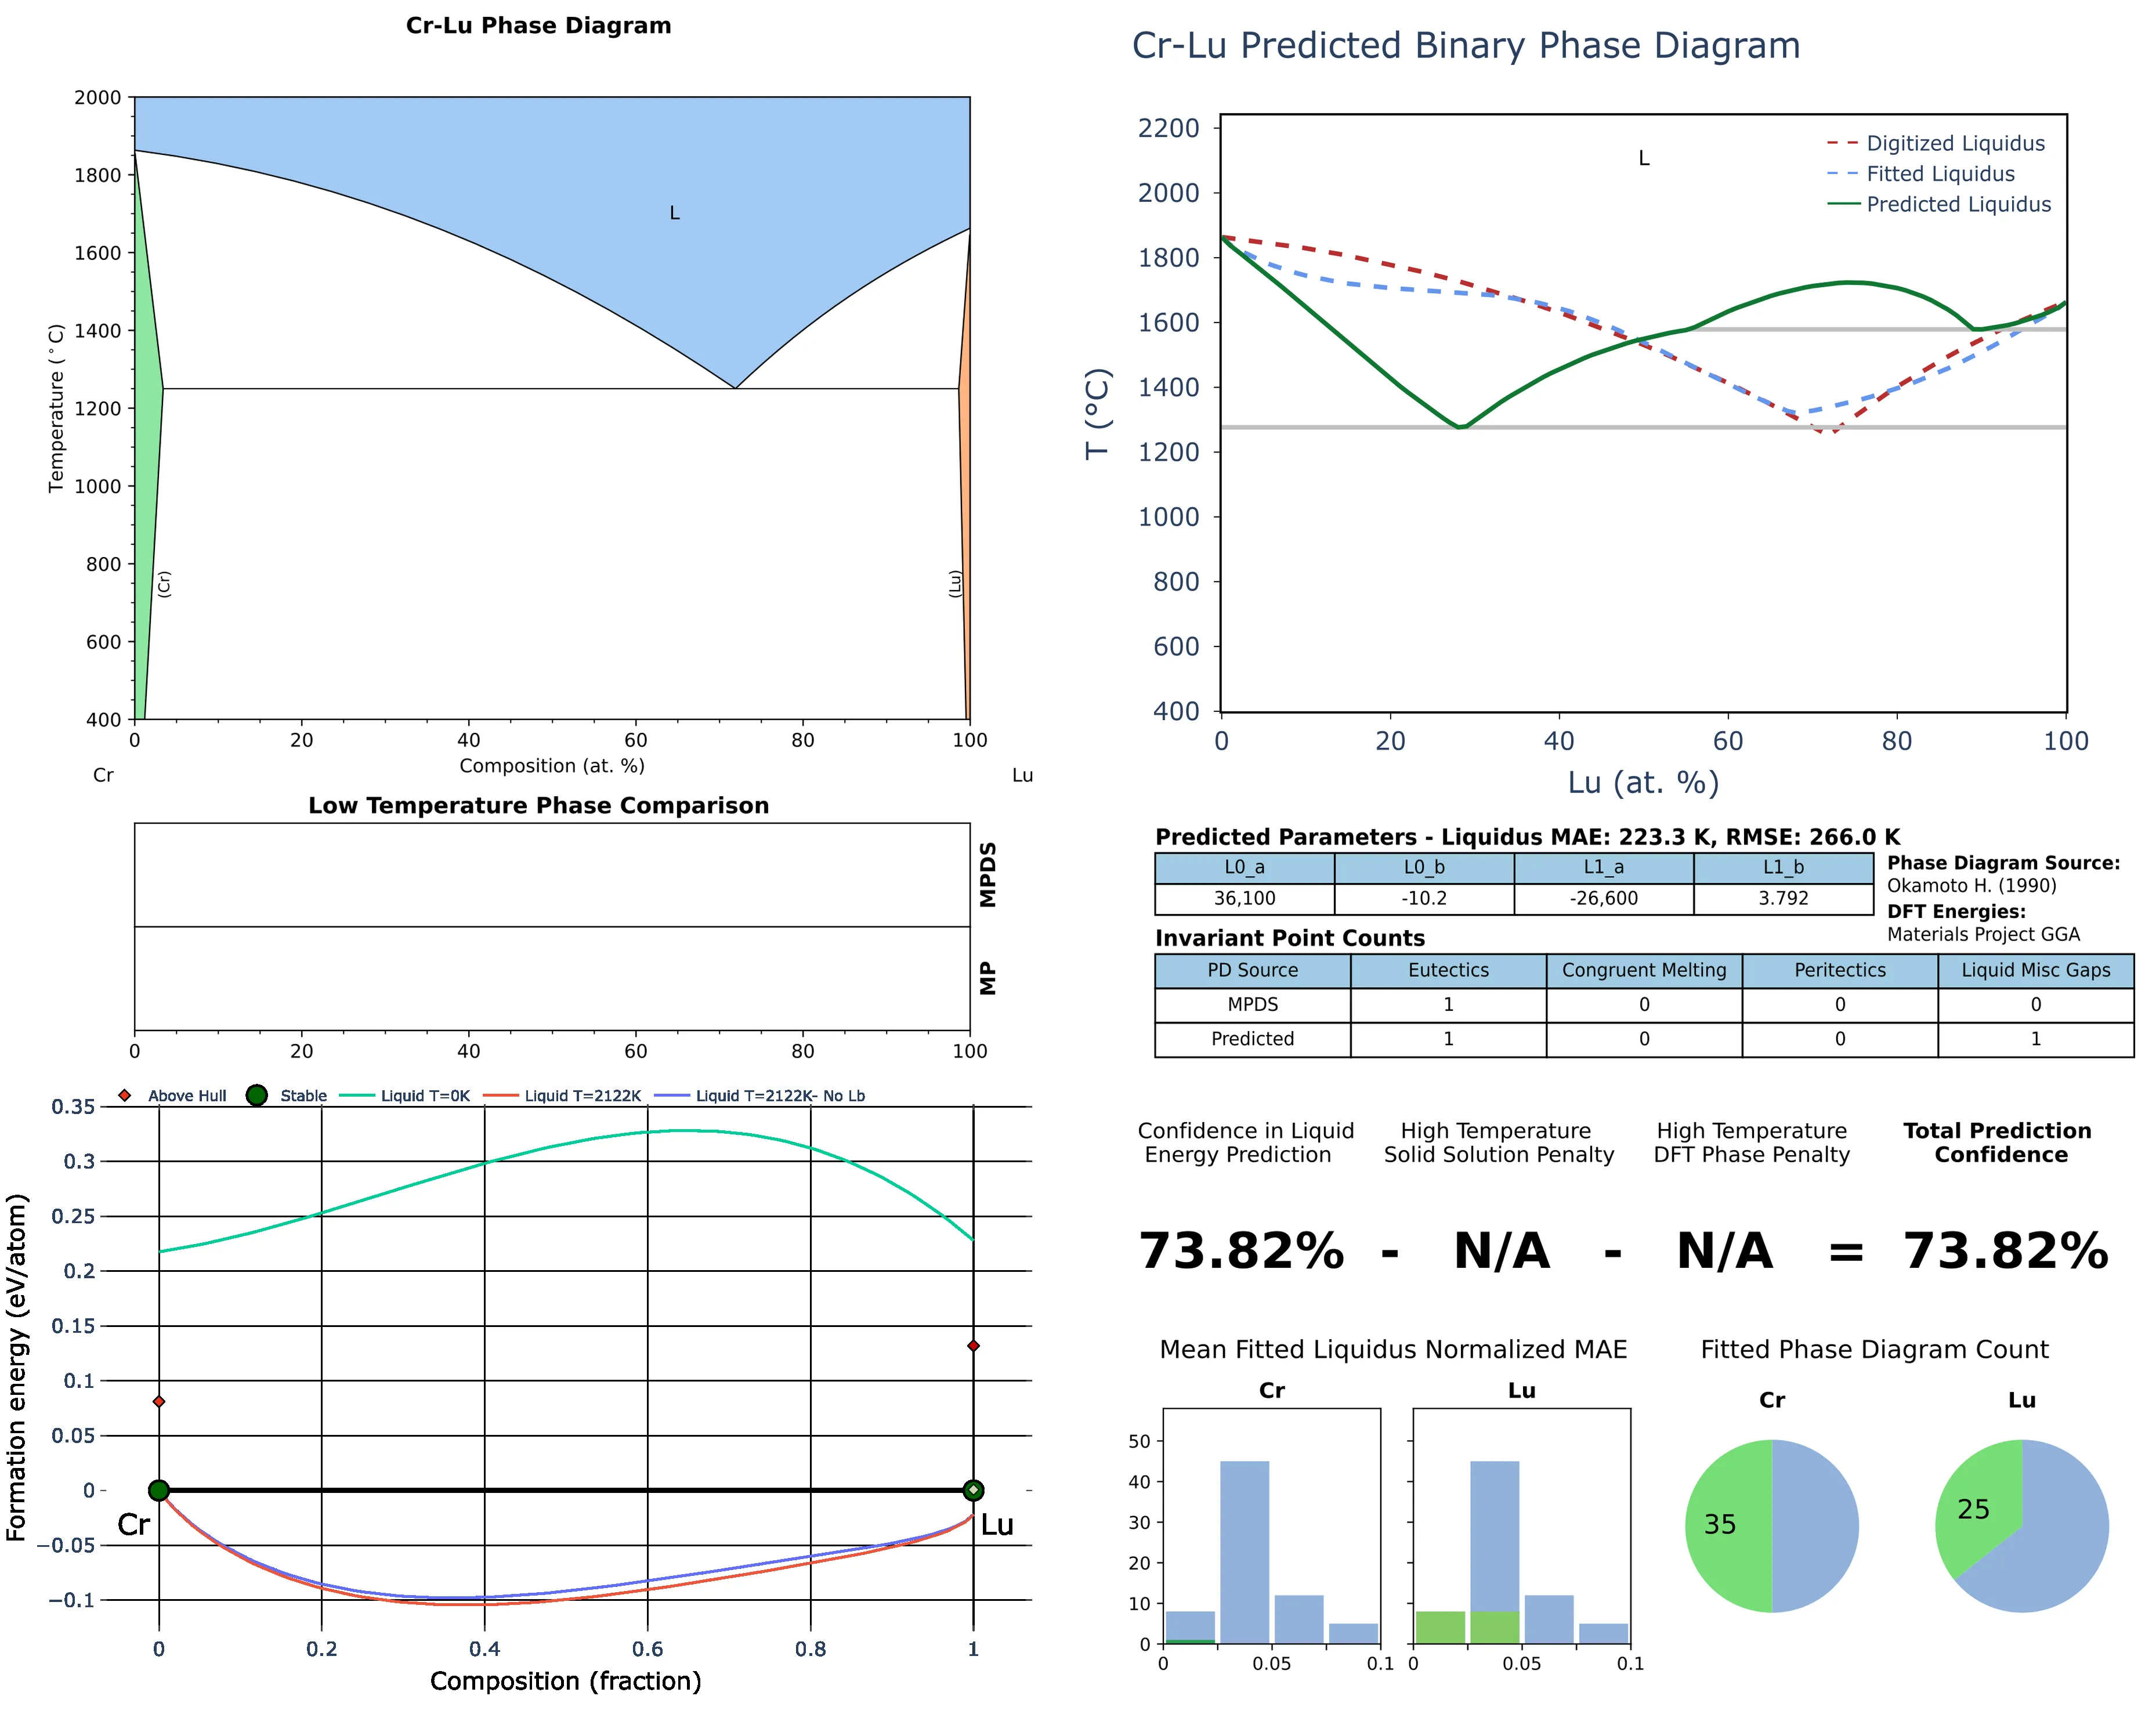 Cr-Lu Phase Diagram
2000
1800
1600
1400
1200
1000
800
600
400
Temperature (°C)
L
(Cr)
(Lu)
0 20 40 60 80 100
Composition (at. %)
Cr Lu
Low Temperature Phase Comparison
MPDS
MP
0 20 40 60 80 100
Above Hull Stable Liquid T=0K Liquid T=2122K Liquid T=2122K- No Lb
0.35
0.3
0.25
0.2
0.15
0.1
0.05
0
−0.05
−0.1
Formation energy (eV/atom)
Cr Lu
0 0.2 0.4 0.6 0.8 1
Composition (fraction)
Cr-Lu Predicted Binary Phase Diagram
2200
2000
1800
1600
1400
1200
1000
800
600
400
T (°C)
L
Digitized Liquidus
Fitted Liquidus
Predicted Liquidus
0 20 40 60 80 100
Lu (at. %)
Predicted Parameters - Liquidus MAE: 223.3 K, RMSE: 266.0 K
L0_a L0_b L1_a L1_b
36,100 -10.2 -26,600 3.792
Phase Diagram Source:
Okamoto H. (1990)
DFT Energies:
Materials Project GGA
Invariant Point Counts
PD Source Eutectics Congruent Melting Peritectics Liquid Misc Gaps
MPDS 1 0 0 0
Predicted 1 0 0 1
Confidence in Liquid High Temperature High Temperature Total Prediction
Energy Prediction Solid Solution Penalty DFT Phase Penalty Confidence
73.82% - N/A - N/A = 73.82%
Mean Fitted Liquidus Normalized MAE
Cr Lu
50
40
30
20
10
0
0 0.05 0.1 0 0.05 0.1
Fitted Phase Diagram Count
Cr Lu
35 25